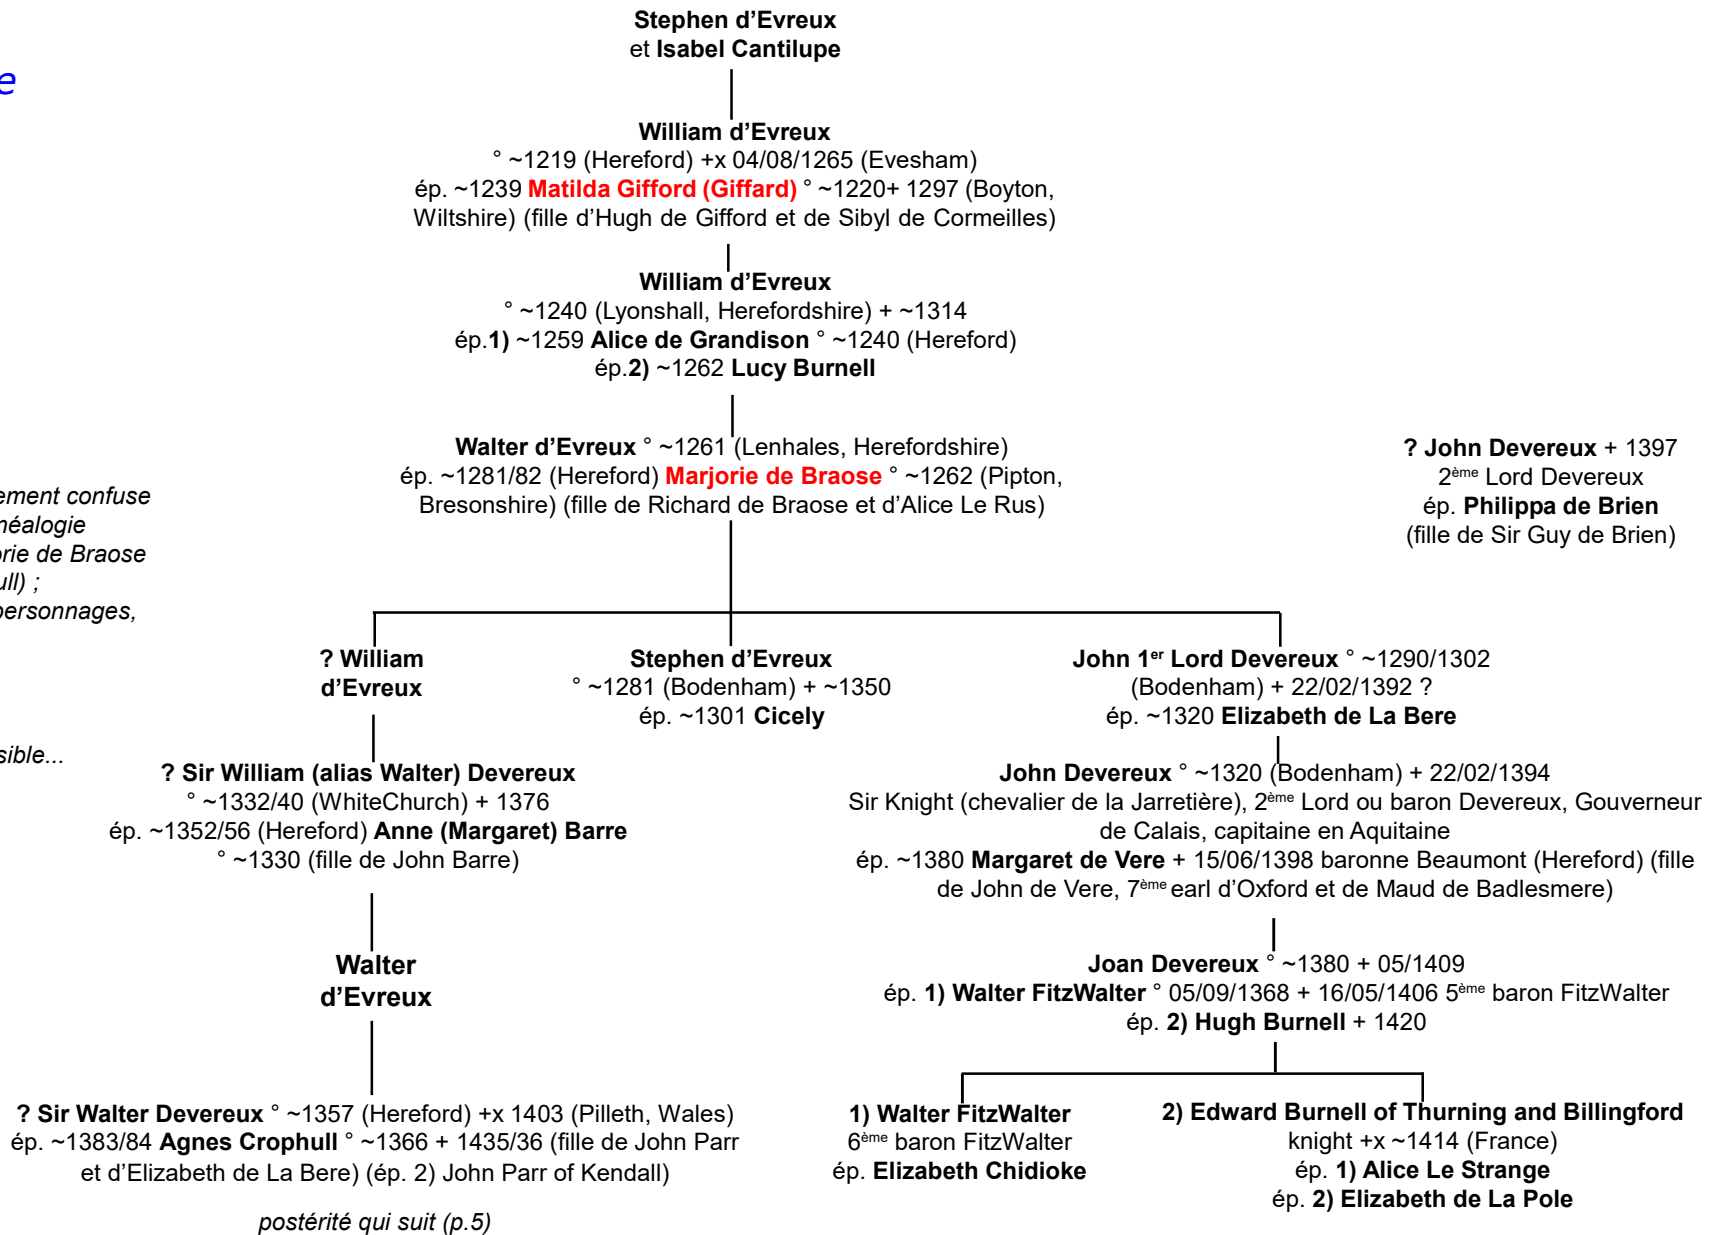 Stephen d’Evreux
et Isabel Cantilupe
e
William d’Evreux
° ~1219 (Hereford) +x 04/08/1265 (Evesham)
ép. ~1239 Matilda Gifford (Giffard) ° ~1220+ 1297 (Boyton,
Wiltshire) (fille d’Hugh de Gifford et de Sibyl de Cormeilles)
William d’Evreux
° ~1240 (Lyonshall, Herefordshire) + ~1314
ép.1) ~1259 Alice de Grandison ° ~1240 (Hereford)
ép.2) ~1262 Lucy Burnell
Walter d’Evreux ° ~1261 (Lenhales, Herefordshire)
ép. ~1281/82 (Hereford) Marjorie de Braose ° ~1262 (Pipton,
Bresonshire) (fille de Richard de Braose et d’Alice Le Rus)
? John Devereux + 1397
2ème Lord Devereux
ép. Philippa de Brien
(fille de Sir Guy de Brien)
ement confuse
néalogie
orie de Braose
ull) ;
personnages,
sible...
? William
d’Evreux
Stephen d’Evreux
° ~1281 (Bodenham) + ~1350
ép. ~1301 Cicely
John 1er Lord Devereux ° ~1290/1302
(Bodenham) + 22/02/1392 ?
ép. ~1320 Elizabeth de La Bere
? Sir William (alias Walter) Devereux
° ~1332/40 (WhiteChurch) + 1376
ép. ~1352/56 (Hereford) Anne (Margaret) Barre
° ~1330 (fille de John Barre)
John Devereux ° ~1320 (Bodenham) + 22/02/1394
Sir Knight (chevalier de la Jarretière), 2ème Lord ou baron Devereux, Gouverneur
de Calais, capitaine en Aquitaine
ép. ~1380 Margaret de Vere + 15/06/1398 baronne Beaumont (Hereford) (fille
de John de Vere, 7ème earl d’Oxford et de Maud de Badlesmere)
Walter
d’Evreux
Joan Devereux ° ~1380 + 05/1409
ép. 1) Walter FitzWalter ° 05/09/1368 + 16/05/1406 5ème baron FitzWalter
ép. 2) Hugh Burnell + 1420
? Sir Walter Devereux ° ~1357 (Hereford) +x 1403 (Pilleth, Wales)
ép. ~1383/84 Agnes Crophull ° ~1366 + 1435/36 (fille de John Parr
et d’Elizabeth de La Bere) (ép. 2) John Parr of Kendall)
postérité qui suit (p.5)
1) Walter FitzWalter
6ème baron FitzWalter
ép. Elizabeth Chidioke
2) Edward Burnell of Thurning and Billingford
knight +x ~1414 (France)
ép. 1) Alice Le Strange
ép. 2) Elizabeth de La Pole